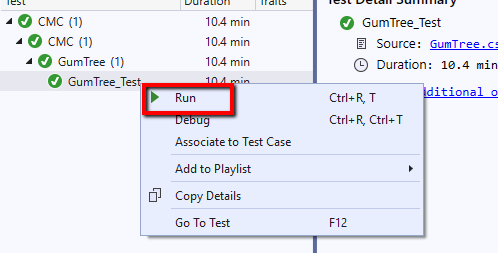 Test Duration Traits
CMC (1) 10.4 min
CMC (1) 10.4 min
GumTree (1) 10.4 min
GumTree_Test 10.4 min
Run Ctrl+R, T
Debug Ctrl+R, Ctrl+T
Associate to Test Case
Add to Playlist
Copy Details
Go To Test F12
Test Detail Summary
GumTree_Test
Source: GumTree.cs
Duration: 10.4 min
dditional o